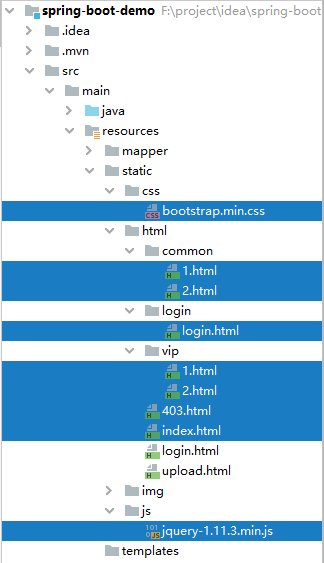 spring-boot-demo F:\project\idea\spring-boot
.idea
.mvn
src
main
java
resources
mapper
static
css
bootstrap.min.css
html
common
1.html
2.html
login
login.html
vip
1.html
2.html
403.html
index.html
login.html
upload.html
img
js
jquery-1.11.3.min.js
templates